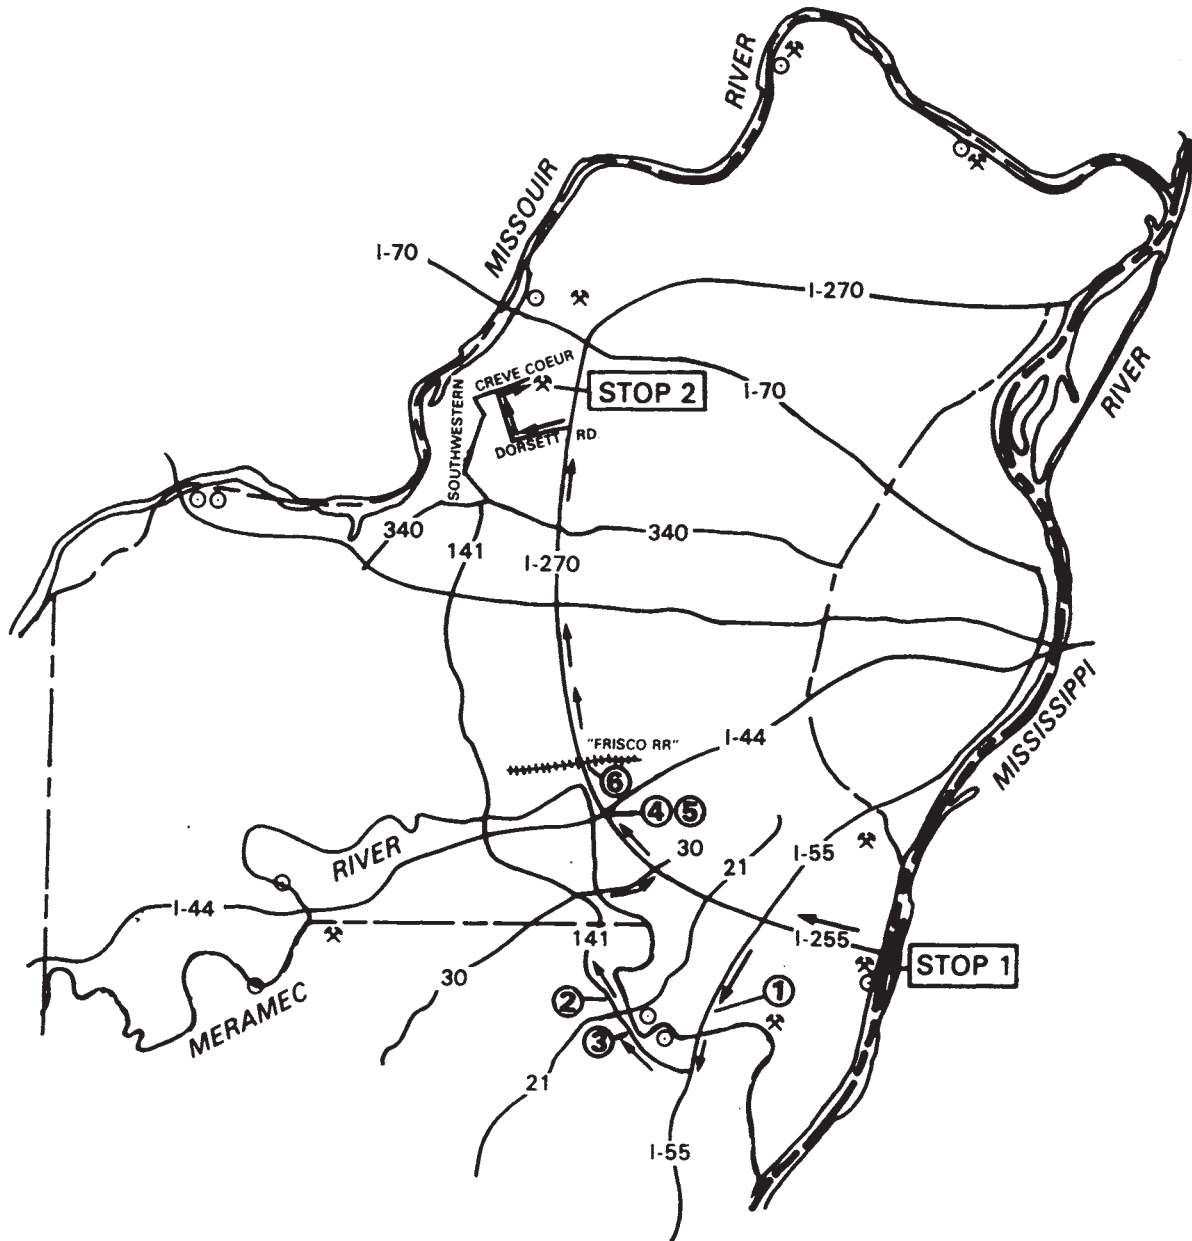 RIVER
MISSOUIR
I-70
I-270
CREVE COEUR
STOP 2
I-70
RIVER
SOUTHWESTERN
DORSETT RD.
340
340
141
I-270
MISSISSIPPI
"FRISCO RR"
I-44
6
4 5
RIVER
30
21
I-55
I-44
141
I-255
STOP 1
30
MERAMEC
2
1
3
21
I-55